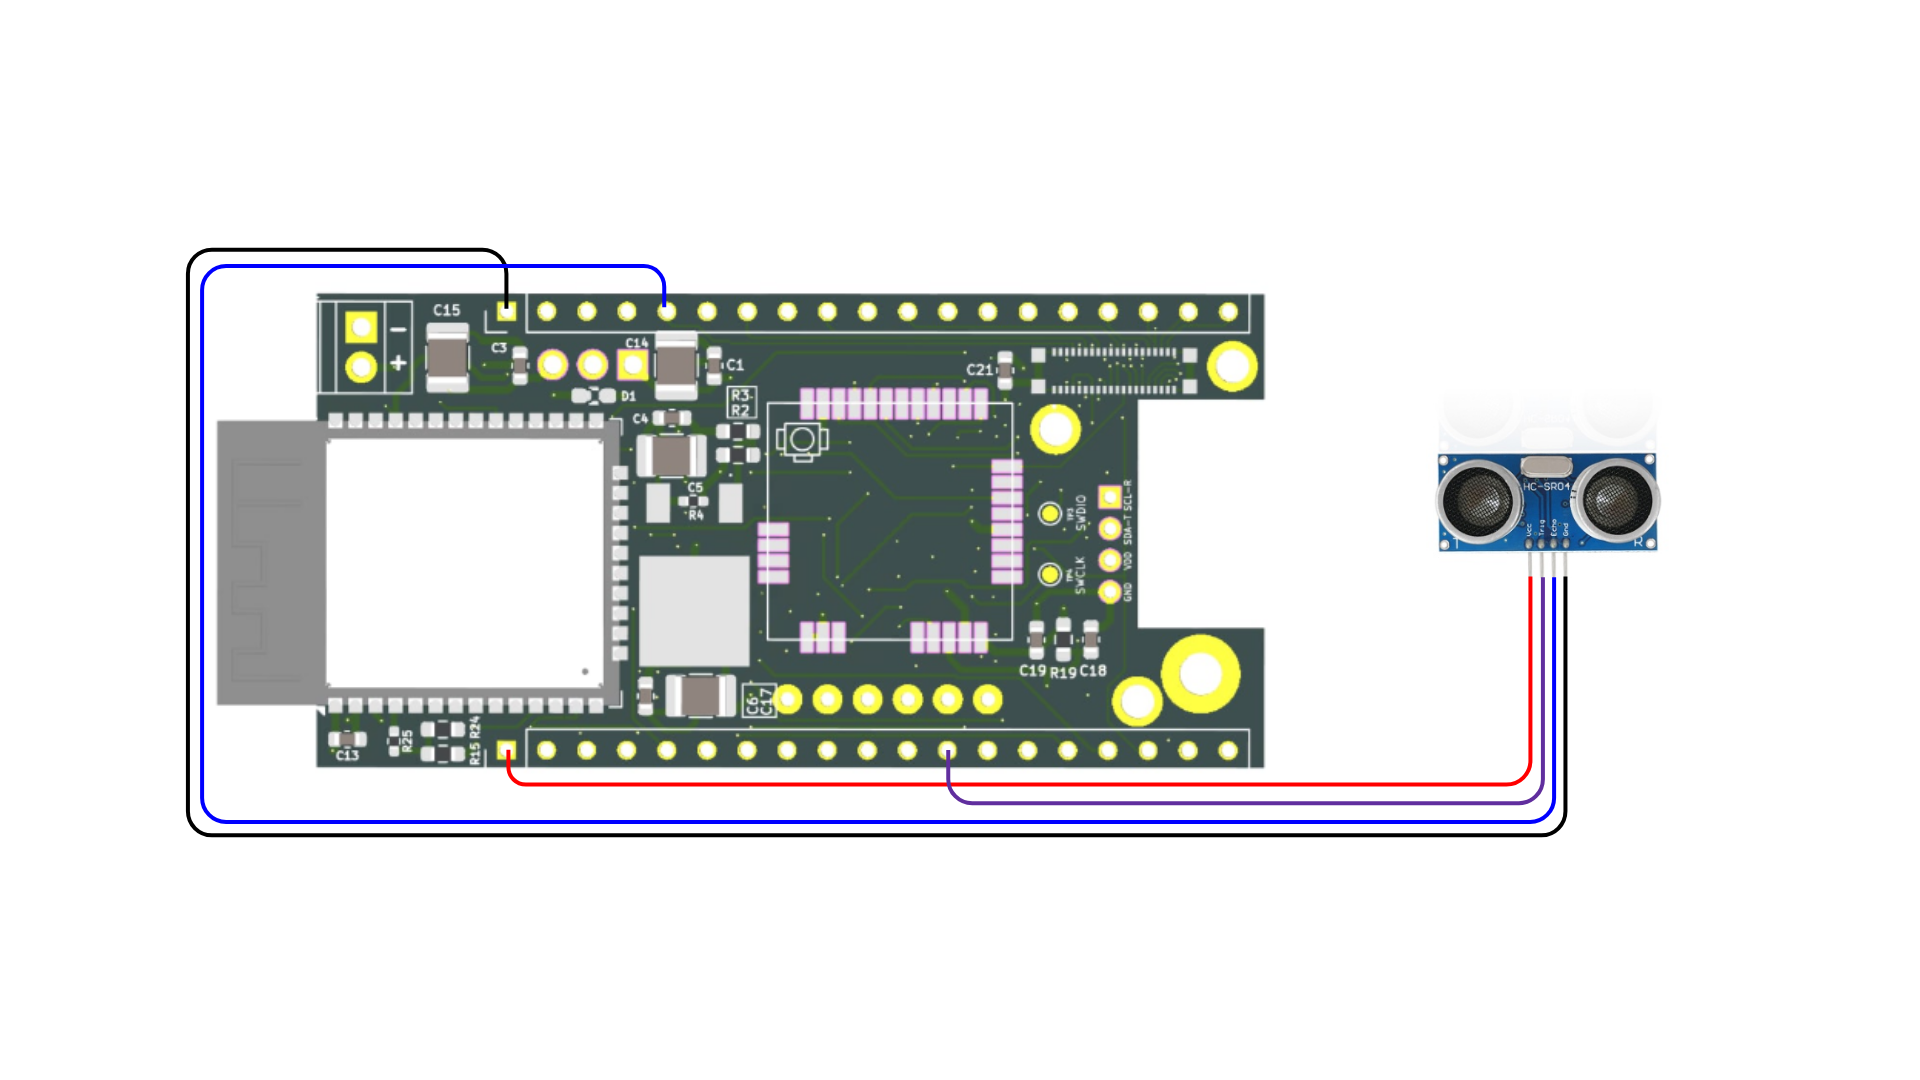 C15
−
+
C3
C14
C1
C21
D1
R3
R2
C4
C5
R4
SWDIO
TP3
SCL-R
SDA-T
VDD
GND
SWCLK
TP4
HC-SR04
Vcc
Trig
Echo
Gnd
T
R
C19
R19
C18
C6
C17
C13
R25
R24
R15